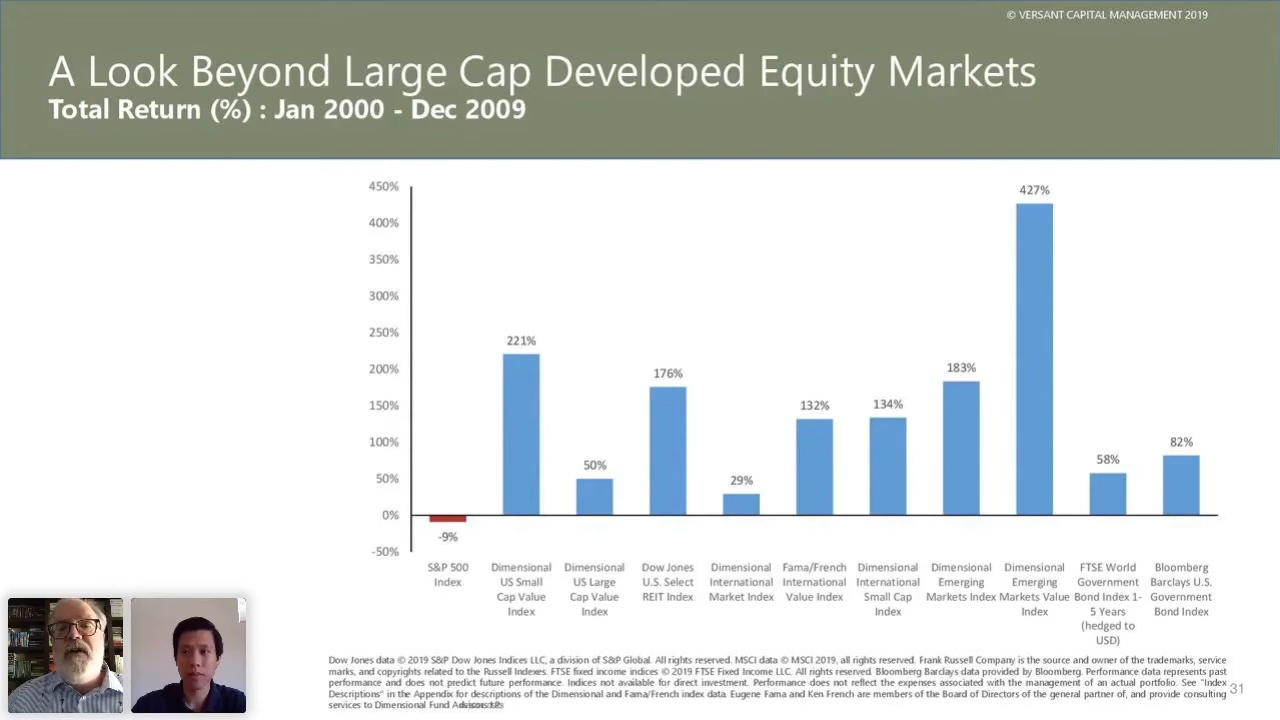 © VERSANT CAPITAL MANAGEMENT 2019
A Look Beyond Large Cap Developed Equity Markets
Total Return (%) : Jan 2000 - Dec 2009
450%
400%
350%
300%
250%
200%
150%
100%
50%
0%
-50%
-9%
221%
50%
176%
29%
132%
134%
183%
427%
58%
82%
S&P 500
Index
Dimensional
US Small
Cap Value
Index
Dimensional
US Large
Cap Value
Index
Dow Jones
U.S. Select
REIT Index
Dimensional
International
Market Index
Fama/French
International
Value Index
Dimensional
International
Small Cap
Index
Dimensional
Emerging
Markets Index
Dimensional
Emerging
Markets Value
Index
FTSE World
Government
Bond Index 1-
5 Years
(hedged to
USD)
Bloomberg
Barclays U.S.
Government
Bond Index
Dow Jones data © 2019 S&P Dow Jones Indices LLC, a division of S&P Global. All rights reserved. MSCI data © MSCI 2019, all rights reserved. Frank Russell Company is the source and owner of the trademarks, service
marks, and copyrights related to the Russell Indexes. FTSE fixed income indices © 2019 FTSE Fixed Income LLC. All rights reserved. Bloomberg Barclays data provided by Bloomberg. Performance data represents past
performance and does not predict future performance. Indices not available for direct investment. Performance does not reflect the expenses associated with the management of an actual portfolio. See "Index
Descriptions" in the Appendix for descriptions of the Dimensional and Fama/French index data. Eugene Fama and Ken French are members of the Board of Directors of the general partner of, and provide consulting
services to Dimensional Fund
31